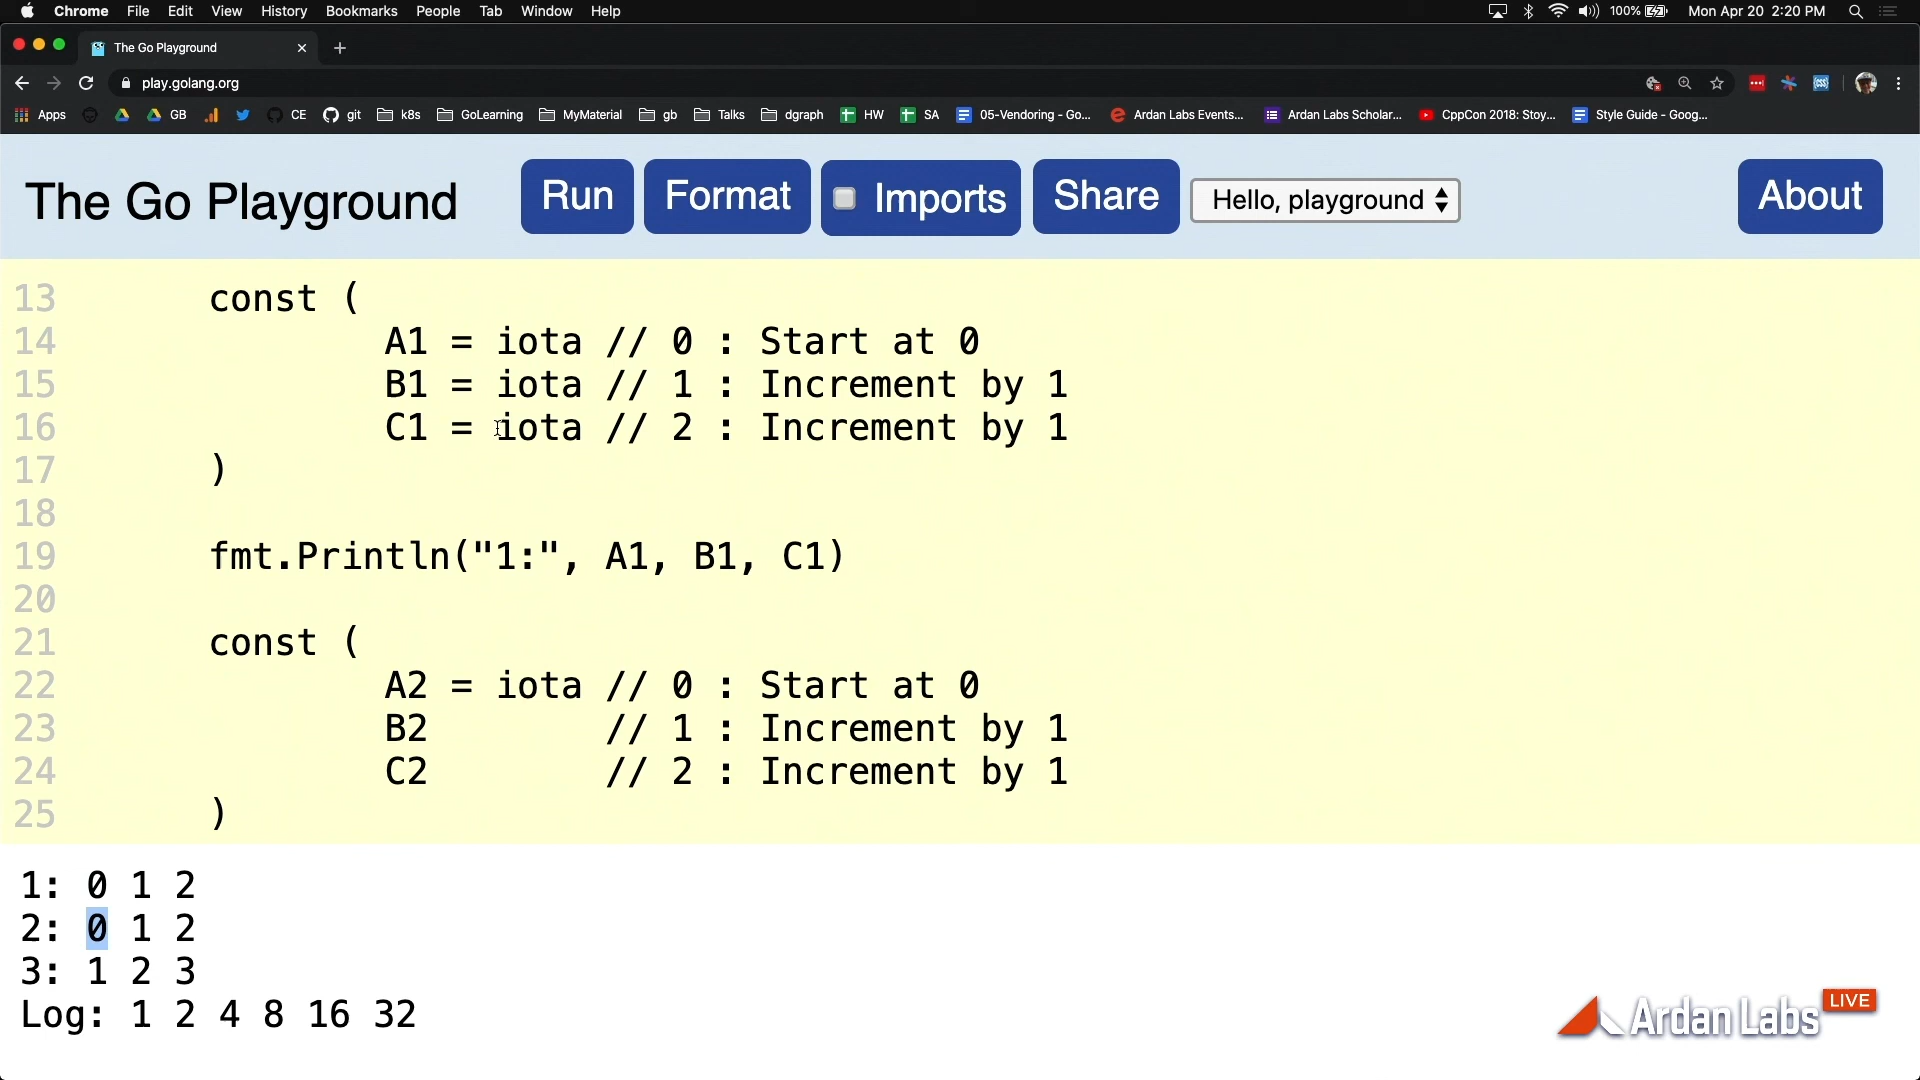 Chrome File Edit View History Bookmarks People Tab Window Help 100% Mon Apr 20 2:20 PM
The Go Playground
play.golang.org
Apps GB CE git k8s GoLearning MyMaterial gb Talks dgraph HW SA 05-Vendoring - Go... Ardan Labs Events... Ardan Labs Scholar... CppCon 2018: Stoy... Style Guide - Goog...
The Go Playground Run Format Imports Share Hello, playground About
13 const (
14 A1 = iota // 0 : Start at 0
15 B1 = iota // 1 : Increment by 1
16 C1 = iota // 2 : Increment by 1
17 )
18
19 fmt.Println("1:", A1, B1, C1)
20
21 const (
22 A2 = iota // 0 : Start at 0
23 B2 // 1 : Increment by 1
24 C2 // 2 : Increment by 1
25 )
1: 0 1 2
2: 0 1 2
3: 1 2 3
Log: 1 2 4 8 16 32
Ardan Labs LIVE